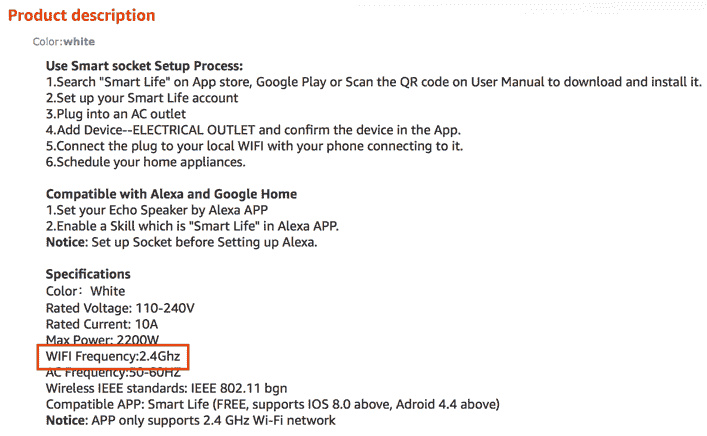 Product description
Color:white
Use Smart socket Setup Process:
1.Search "Smart Life" on App store, Google Play or Scan the QR code on User Manual to download and install it.
2.Set up your Smart Life account
3.Plug into an AC outlet
4.Add Device--ELECTRICAL OUTLET and confirm the device in the App.
5.Connect the plug to your local WIFI with your phone connecting to it.
6.Schedule your home appliances.
Compatible with Alexa and Google Home
1.Set your Echo Speaker by Alexa APP
2.Enable a Skill which is "Smart Life" in Alexa APP.
Notice: Set up Socket before Setting up Alexa.
Specifications
Color: White
Rated Voltage: 110-240V
Rated Current: 10A
Max Power: 2200W
WIFI Frequency:2.4Ghz
AC Frequency:50-60HZ
Wireless IEEE standards: IEEE 802.11 bgn
Compatible APP: Smart Life (FREE, supports IOS 8.0 above, Adroid 4.4 above)
Notice: APP only supports 2.4 GHz Wi-Fi network